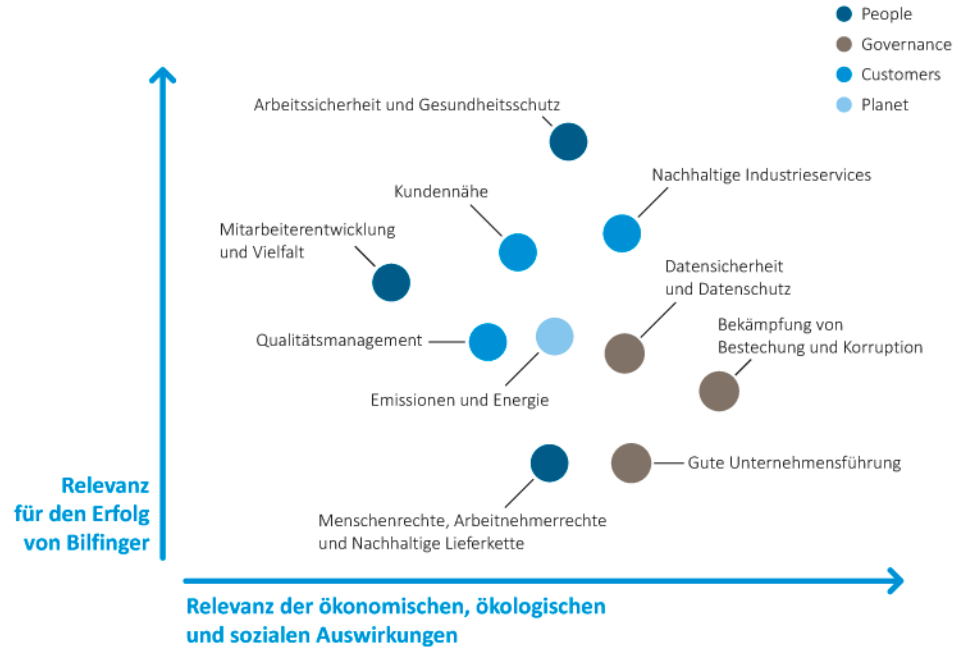 People
Governance
Customers
Planet
Arbeitssicherheit und Gesundheitsschutz
Nachhaltige Industrieservices
Kundennähe
Mitarbeiterentwicklung
und Vielfalt
Datensicherheit
und Datenschutz
Bekämpfung von
Bestechung und Korruption
Qualitätsmanagement
Emissionen und Energie
Gute Unternehmensführung
Menschenrechte, Arbeitnehmerrechte
und Nachhaltige Lieferkette
Relevanz
für den Erfolg
von Bilfinger
Relevanz der ökonomischen, ökologischen
und sozialen Auswirkungen